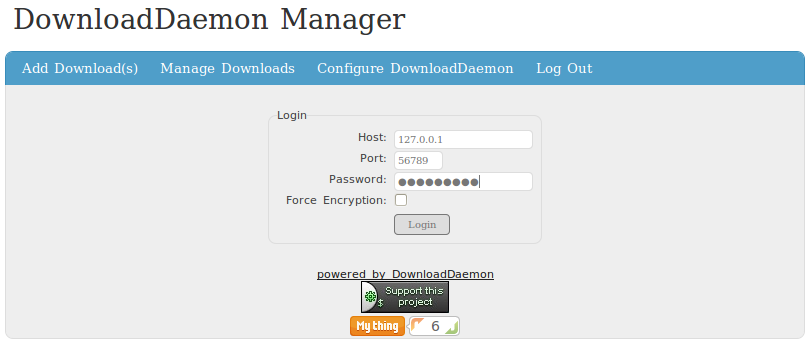 DownloadDaemon Manager
Add Download(s) Manage Downloads Configure DownloadDaemon Log Out
Login
Host: 127.0.0.1
Port: 56789
Password: ●●●●●●●●●
Force Encryption:
Login
powered by DownloadDaemon
Support this
$ project
My thing 6